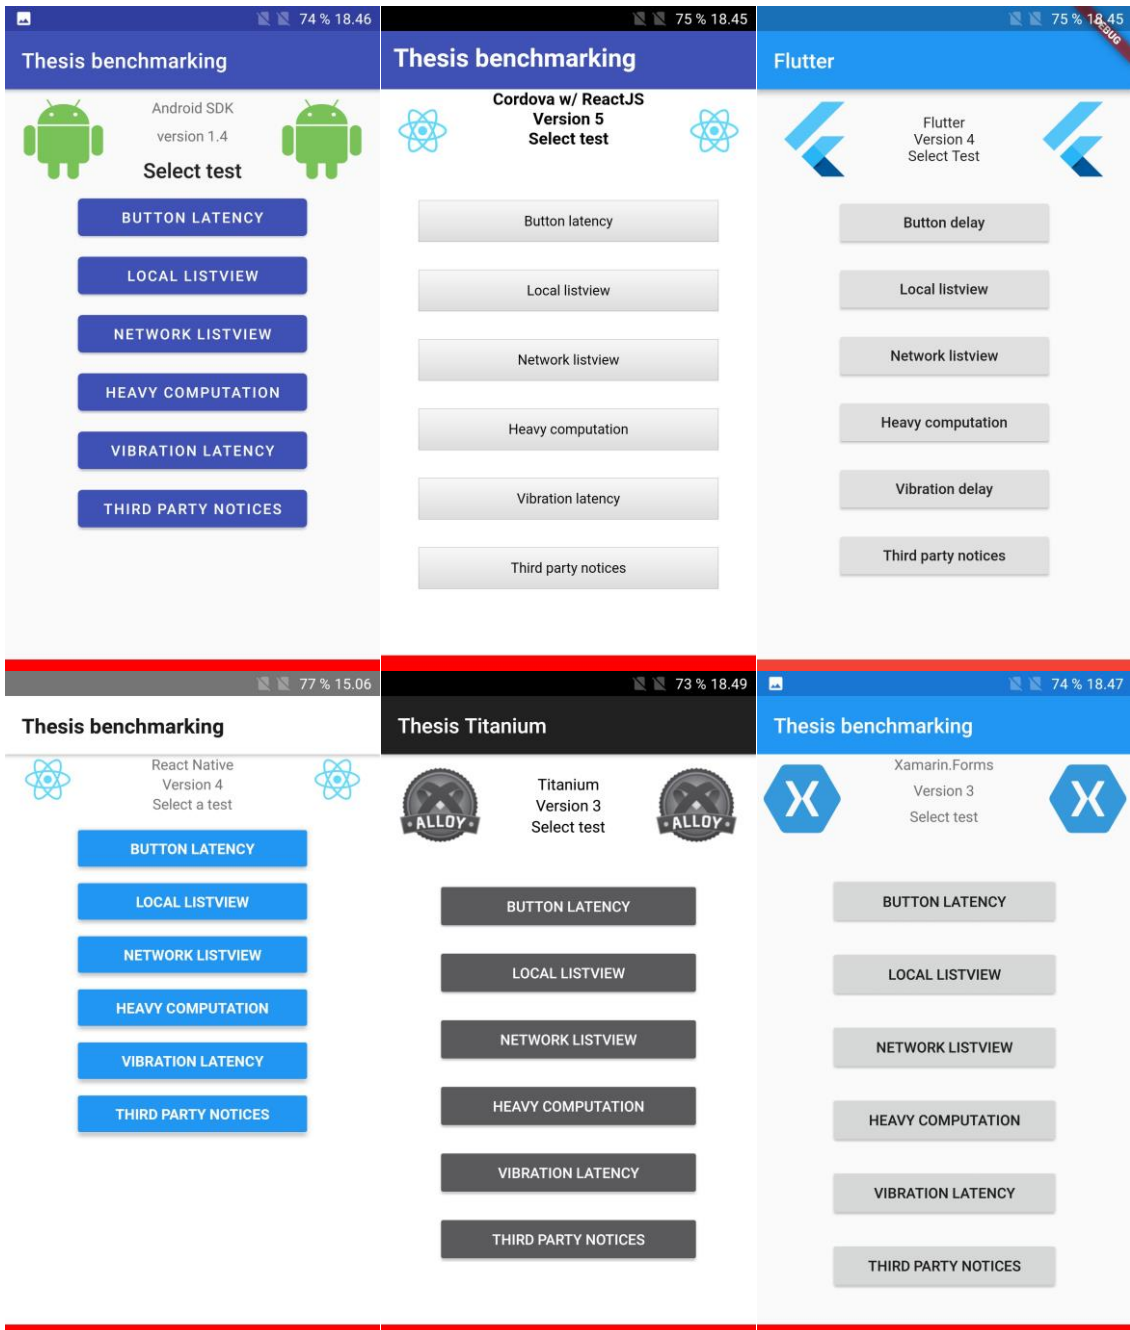 74 % 18.46
Thesis benchmarking
Android SDK
version 1.4
Select test
BUTTON LATENCY
LOCAL LISTVIEW
NETWORK LISTVIEW
HEAVY COMPUTATION
VIBRATION LATENCY
THIRD PARTY NOTICES
75 % 18.45
Thesis benchmarking
Cordova w/ ReactJS
Version 5
Select test
Button latency
Local listview
Network listview
Heavy computation
Vibration latency
Third party notices
75 % 18.45
DEBUG
Flutter
Flutter
Version 4
Select Test
Button delay
Local listview
Network listview
Heavy computation
Vibration delay
Third party notices
77 % 15.06
Thesis benchmarking
React Native
Version 4
Select a test
BUTTON LATENCY
LOCAL LISTVIEW
NETWORK LISTVIEW
HEAVY COMPUTATION
VIBRATION LATENCY
THIRD PARTY NOTICES
73 % 18.49
Thesis Titanium
ALLOY
Titanium
Version 3
Select test
ALLOY
BUTTON LATENCY
LOCAL LISTVIEW
NETWORK LISTVIEW
HEAVY COMPUTATION
VIBRATION LATENCY
THIRD PARTY NOTICES
74 % 18.47
Thesis benchmarking
Xamarin.Forms
Version 3
Select test
BUTTON LATENCY
LOCAL LISTVIEW
NETWORK LISTVIEW
HEAVY COMPUTATION
VIBRATION LATENCY
THIRD PARTY NOTICES